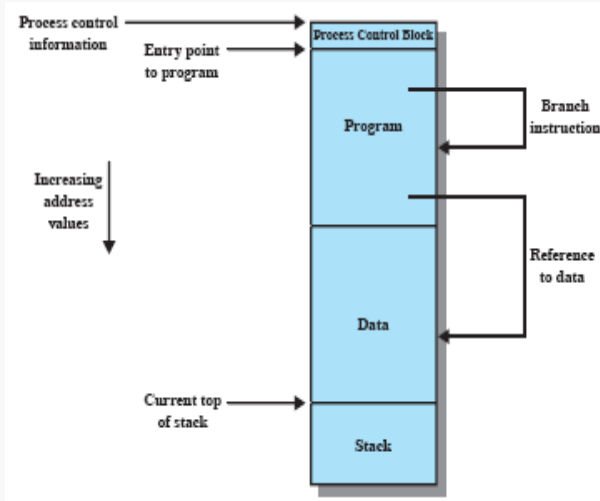 Process control
information
Process Control Block
Entry point
to program
Program
Branch
instruction
Increasing
address
values
Reference
to data
Data
Current top
of stack
Stack